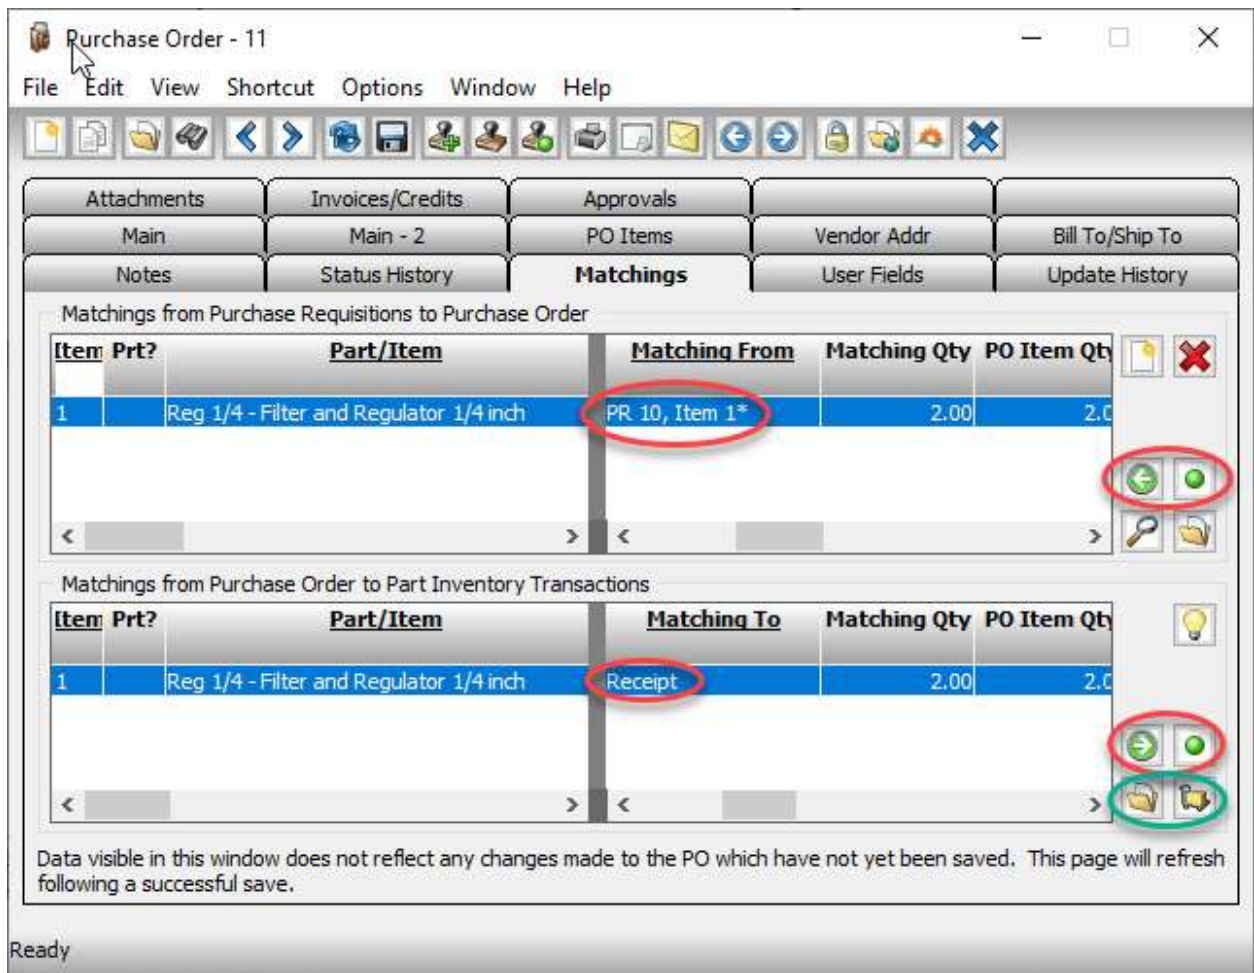 Purchase Order - 11
File Edit View Shortcut Options Window Help
Attachments Invoices/Credits Approvals
Main Main - 2 PO Items Vendor Addr Bill To/Ship To
Notes Status History Matchings User Fields Update History
Matchings from Purchase Requisitions to Purchase Order
Item Prt? Part/Item Matching From Matching Qty PO Item Qty
1 Reg 1/4 - Filter and Regulator 1/4 inch PR 10, Item 1* 2.00 2.0
Matchings from Purchase Order to Part Inventory Transactions
Item Prt? Part/Item Matching To Matching Qty PO Item Qty
1 Reg 1/4 - Filter and Regulator 1/4 inch Receipt 2.00 2.0
Data visible in this window does not reflect any changes made to the PO which have not yet been saved. This page will refresh
following a successful save.
Ready